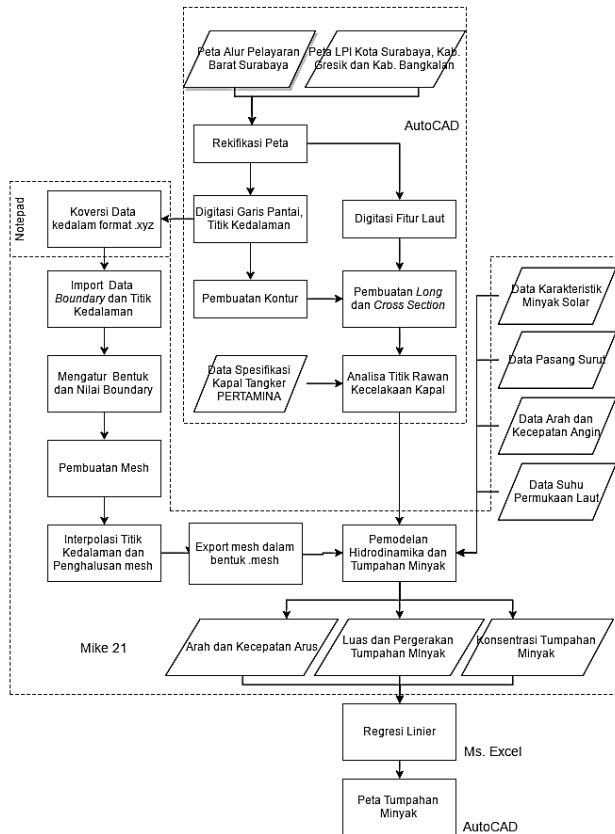 Peta Alur Pelayaran
Barat Surabaya
Peta LPI Kota Surabaya, Kab.
Gresik dan Kab. Bangkalan
AutoCAD
Rekifikasi Peta
Notepad
Koversi Data
kedalam format .xyz
Digitasi Garis Pantai,
Titik Kedalaman
Digitasi Fitur Laut
Import Data
Boundary dan Titik
Kedalaman
Pembuatan Kontur
Pembuatan Long
dan Cross Section
Data Karakteristik
Minyak Solar
Data Pasang Surut
Mengatur Bentuk
dan Nilai Boundary
Data Spesifikasi
Kapal Tangker
PERTAMINA
Analisa Titik Rawan
Kecelakaan Kapal
Data Arah dan
Kecepatan Angin
Pembuatan Mesh
Data Suhu
Permukaan Laut
Interpolasi Titik
Kedalaman dan
Penghalusan mesh
Export mesh dalam
bentuk .mesh
Pemodelan
Hidrodinamika dan
Tumpahan Minyak
Mike 21
Arah dan Kecepatan Arus
Luas dan Pergerakan
Tumpahan MInyak
Konsentrasi Tumpahan
Minyak
Regresi Linier
Ms. Excel
Peta Tumpahan
Minyak
AutoCAD